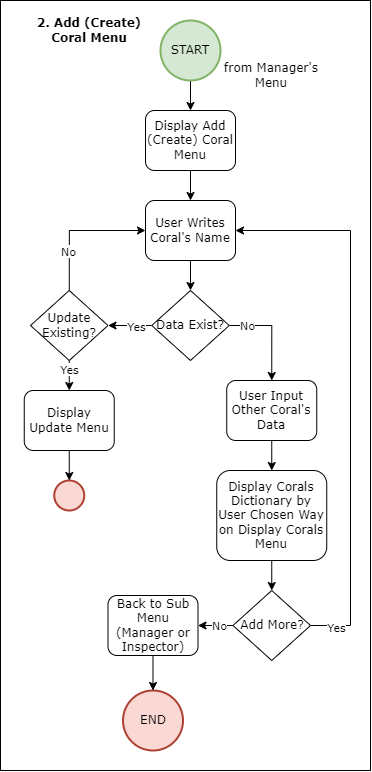 2. Add (Create)
Coral Menu
START
from Manager's
Menu
Display Add
(Create) Coral
Menu
User Writes
Coral's Name
No
Update
Existing?
Yes
Data Exist?
No
Yes
Display
Update Menu
User Input
Other Coral's
Data
Display Corals
Dictionary by
User Chosen Way
on Display Corals
Menu
Back to Sub
Menu
(Manager or
Inspector)
No
Add More?
Yes
END